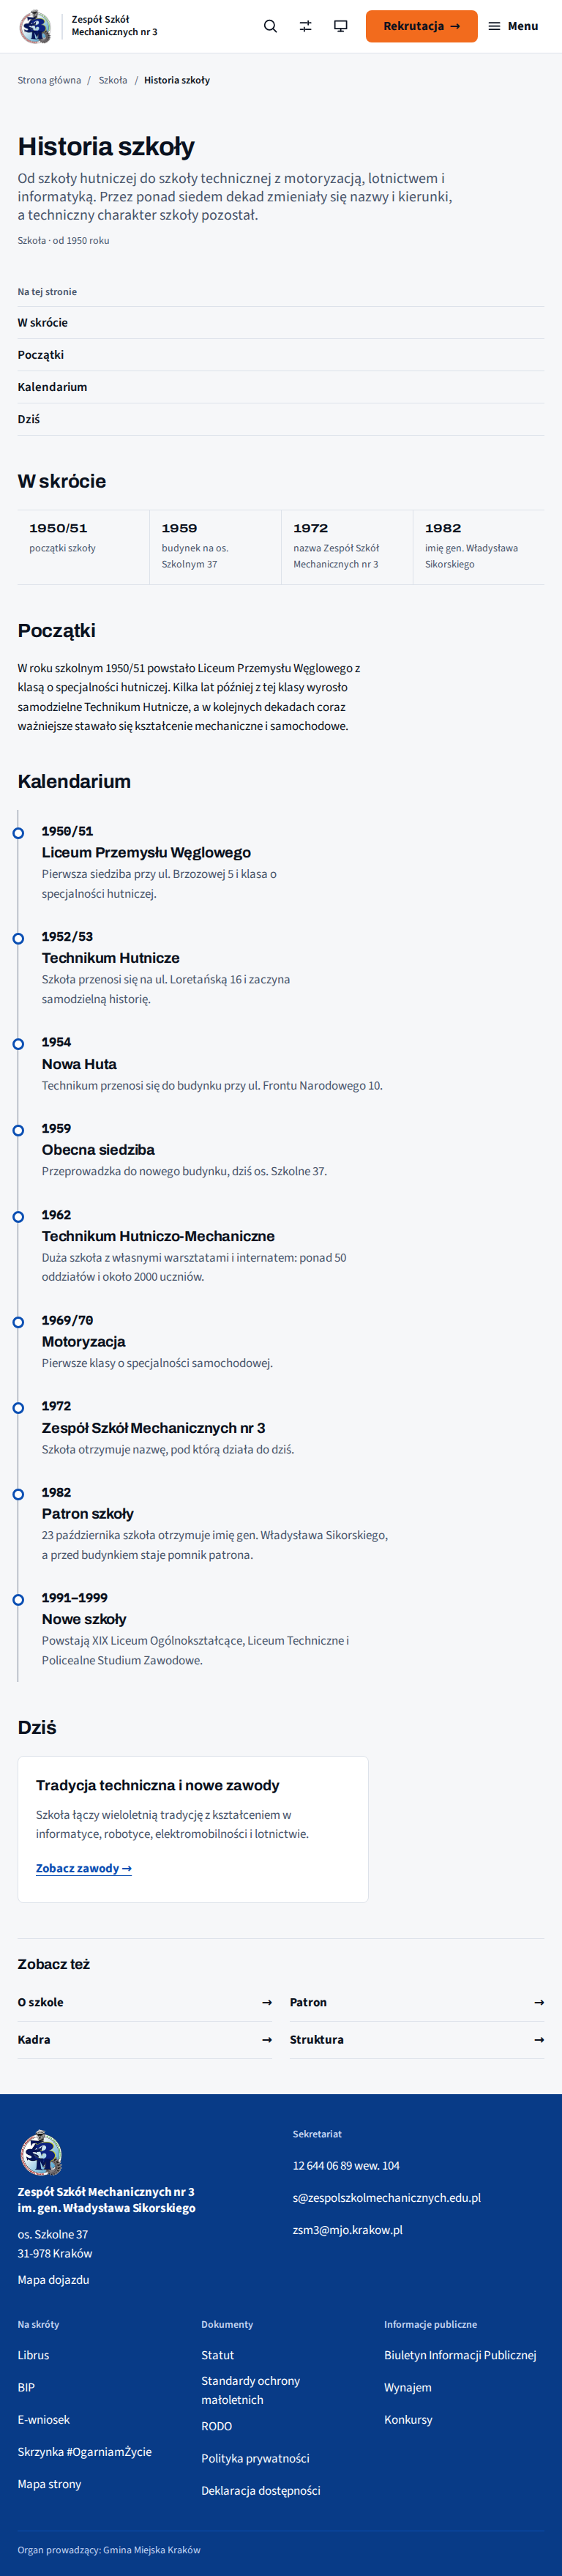 Zespół Szkół
Mechanicznych nr 3
Rekrutacja →
Menu
Strona główna / Szkoła / Historia szkoły
Historia szkoły
Od szkoły hutniczej do szkoły technicznej z motoryzacją, lotnictwem i
informatyką. Przez ponad siedem dekad zmieniały się nazwy i kierunki,
a techniczny charakter szkoły pozostał.
Szkoła · od 1950 roku
Na tej stronie
W skrócie
Początki
Kalendarium
Dziś
W skrócie
1950/51
początki szkoły
1959
budynek na os.
Szkolnym 37
1972
nazwa Zespół Szkół
Mechanicznych nr 3
1982
imię gen. Władysława
Sikorskiego
Początki
W roku szkolnym 1950/51 powstało Liceum Przemysłu Węglowego z
klasą o specjalności hutniczej. Kilka lat później z tej klasy wyrosło
samodzielne Technikum Hutnicze, a w kolejnych dekadach coraz
ważniejsze stawało się kształcenie mechaniczne i samochodowe.
Kalendarium
1950/51
Liceum Przemysłu Węglowego
Pierwsza siedziba przy ul. Brzozowej 5 i klasa o
specjalności hutniczej.
1952/53
Technikum Hutnicze
Szkoła przenosi się na ul. Loretańską 16 i zaczyna
samodzielną historię.
1954
Nowa Huta
Technikum przenosi się do budynku przy ul. Frontu Narodowego 10.
1959
Obecna siedziba
Przeprowadzka do nowego budynku, dziś os. Szkolne 37.
1962
Technikum Hutniczo-Mechaniczne
Duża szkoła z własnymi warsztatami i internatem: ponad 50
oddziałów i około 2000 uczniów.
1969/70
Motoryzacja
Pierwsze klasy o specjalności samochodowej.
1972
Zespół Szkół Mechanicznych nr 3
Szkoła otrzymuje nazwę, pod którą działa do dziś.
1982
Patron szkoły
23 października szkoła otrzymuje imię gen. Władysława Sikorskiego,
a przed budynkiem staje pomnik patrona.
1991–1999
Nowe szkoły
Powstają XIX Liceum Ogólnokształcące, Liceum Techniczne i
Policealne Studium Zawodowe.
Dziś
Tradycja techniczna i nowe zawody
Szkoła łączy wieloletnią tradycję z kształceniem w
informatyce, robotyce, elektromobilności i lotnictwie.
Zobacz zawody →
Zobacz też
O szkole →
Patron →
Kadra →
Struktura →
Zespół Szkół Mechanicznych nr 3
im. gen. Władysława Sikorskiego
os. Szkolne 37
31-978 Kraków
Mapa dojazdu
Sekretariat
12 644 06 89 wew. 104
s@zespolszkolmechanicznych.edu.pl
zsm3@mjo.krakow.pl
Na skróty
Librus
BIP
E-wniosek
Skrzynka #OgarniamŻycie
Mapa strony
Dokumenty
Statut
Standardy ochrony
małoletnich
RODO
Polityka prywatności
Deklaracja dostępności
Informacje publiczne
Biuletyn Informacji Publicznej
Wynajem
Konkursy
Organ prowadzący: Gmina Miejska Kraków